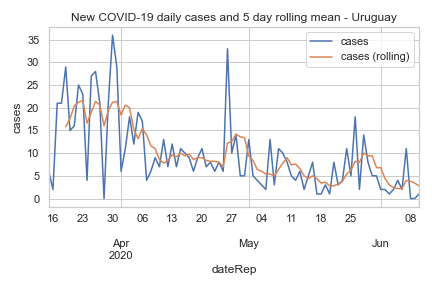 New COVID-19 daily cases and 5 day rolling mean - Uruguay
cases
cases (rolling)
35
30
25
20
15
10
5
0
cases
16 23 30 06 13 20 27 04 11 18 25 08
Apr May Jun
2020
dateRep